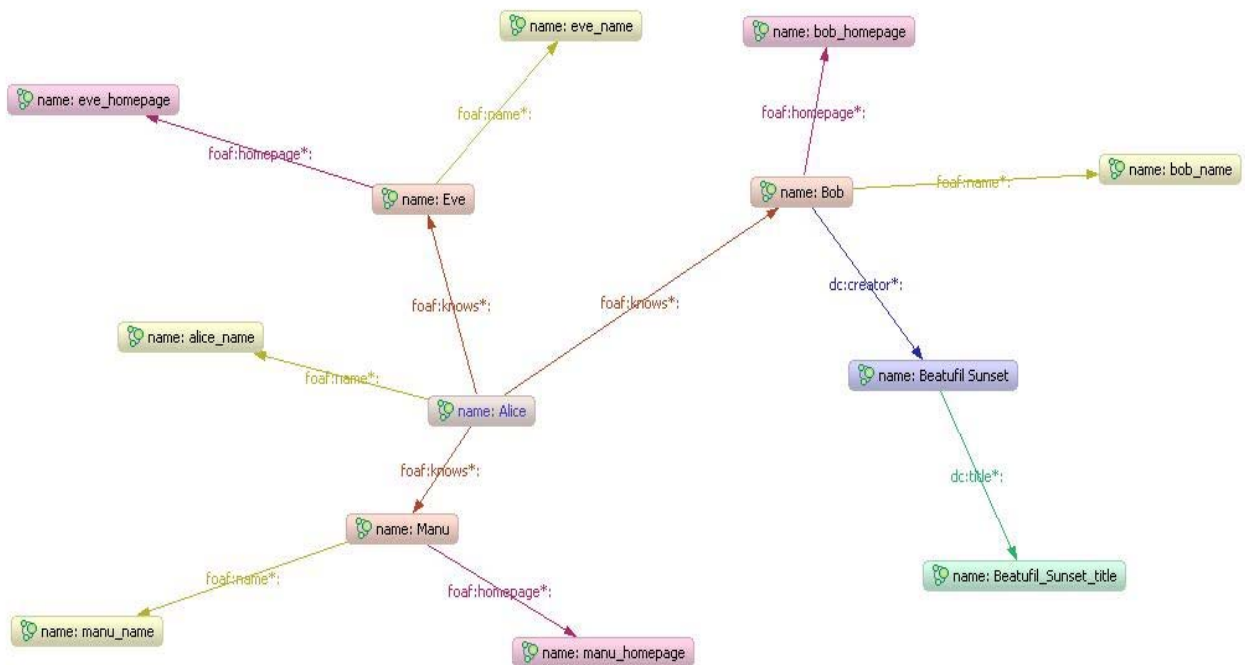 name: eve_name
name: bob_homepage
name: eve_homepage
foaf:name*:
foaf:homepage*:
foaf:homepage*:
name: bob_name
foaf:name*:
name: Eve
name: Bob
dc:creator*:
foaf:knows*:
foaf:knows*:
name: alice_name
foaf:name*:
name: Beatufil Sunset
name: Alice
foaf:knows*:
dc:title*:
name: Manu
foaf:name*:
foaf:homepage*:
name: Beatufil_Sunset_title
name: manu_name
name: manu_homepage